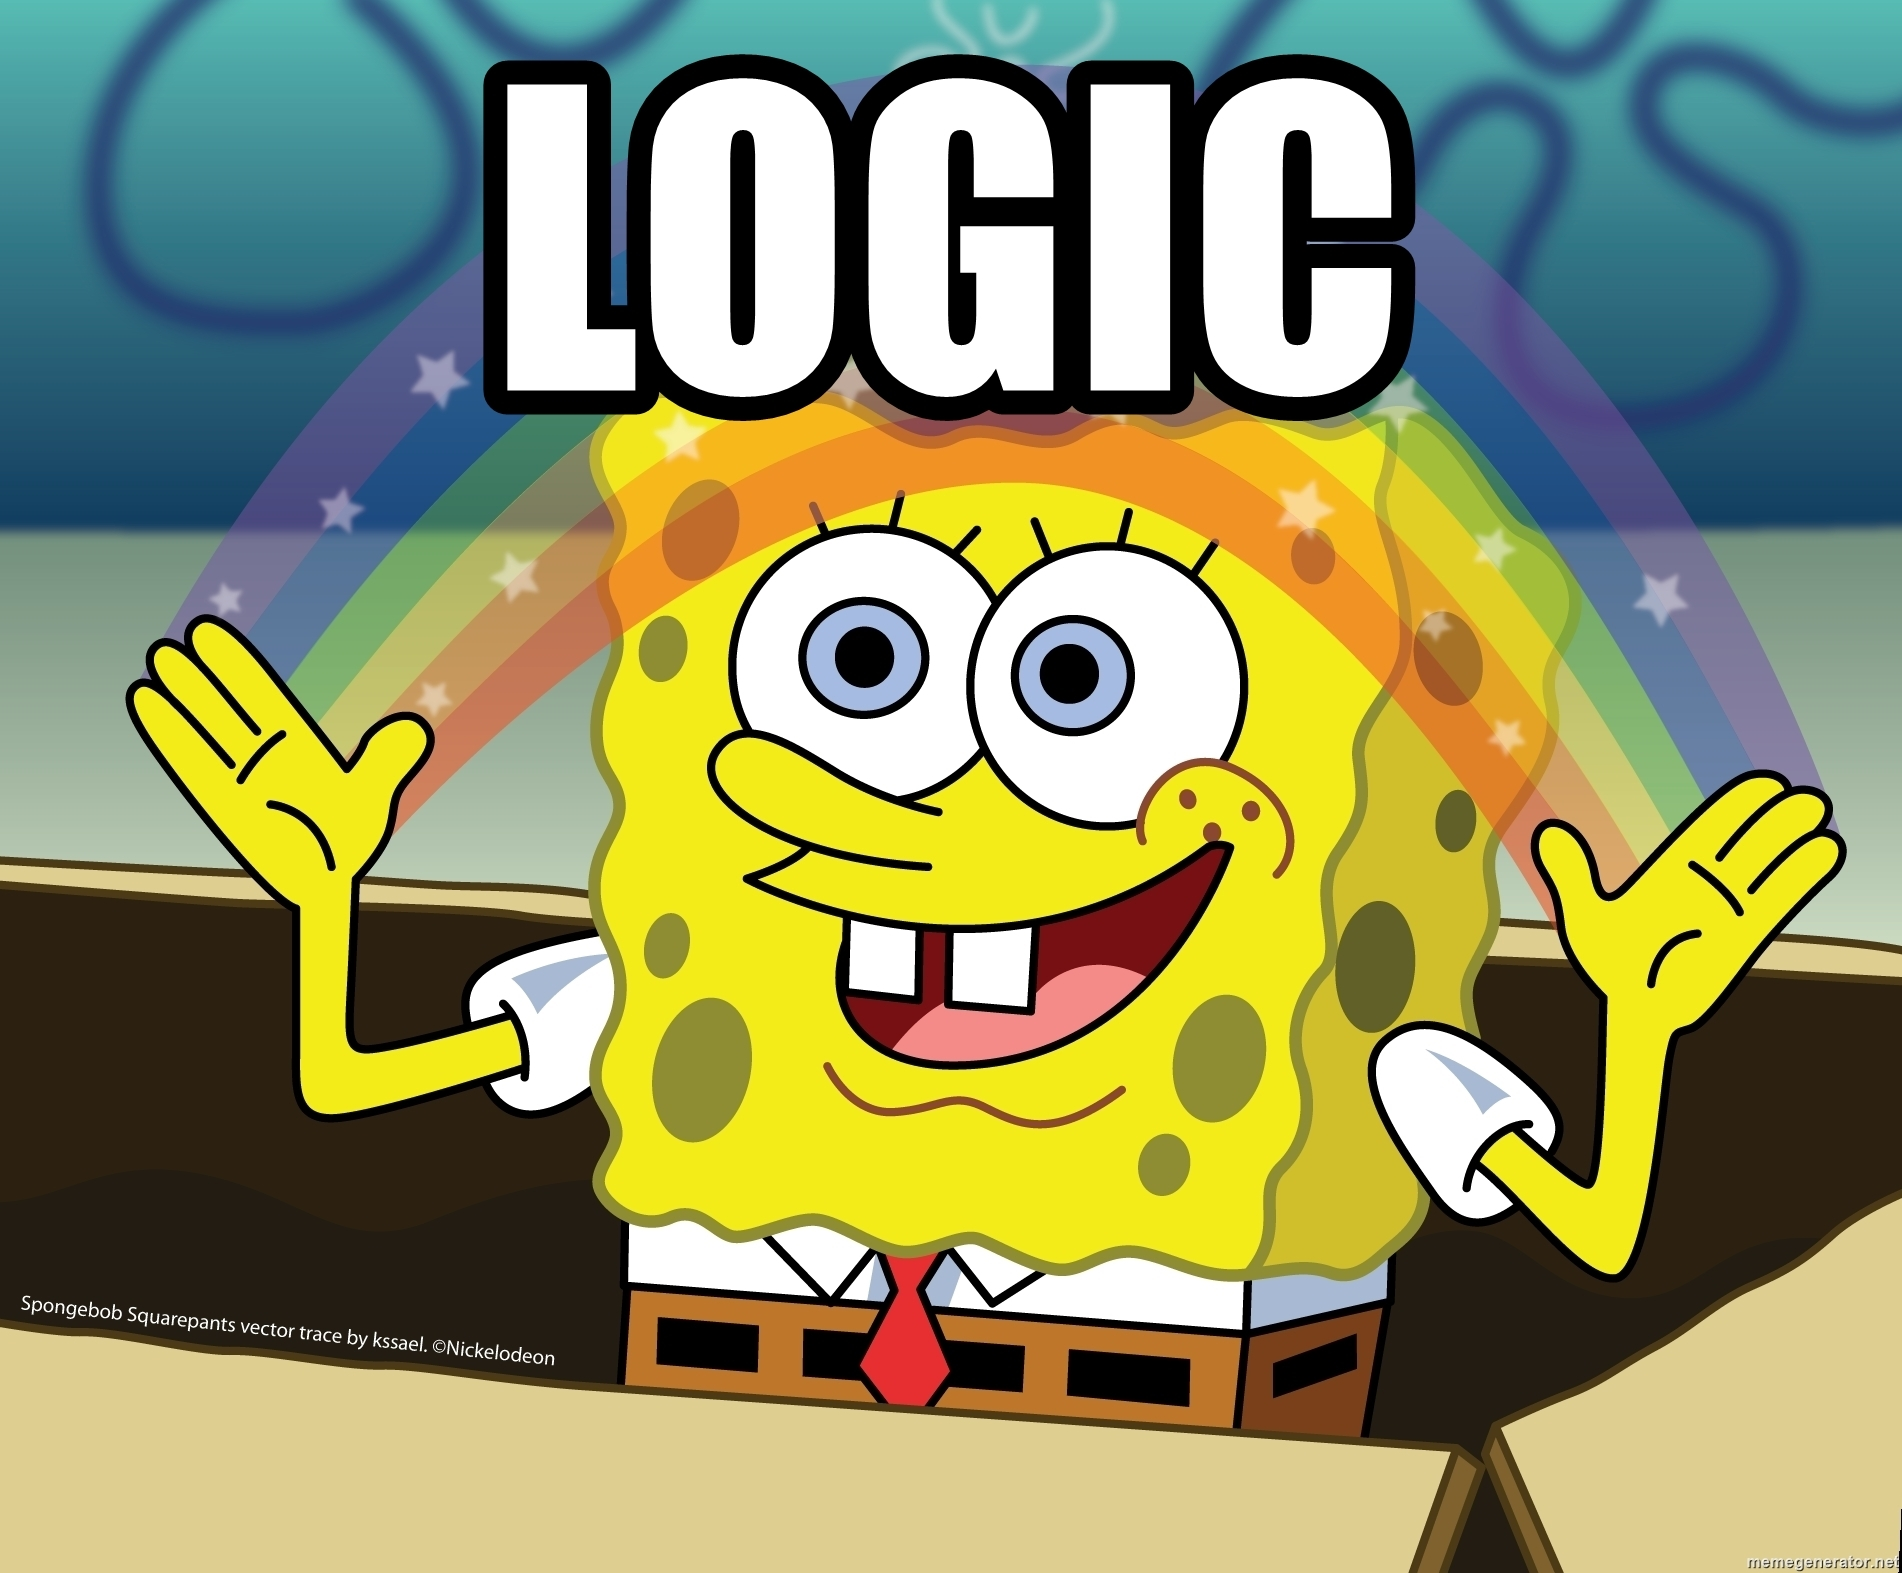 LOGIC
Spongebob Squarepants vector trace by kssael. ©Nickelodeon
memegenerator.net